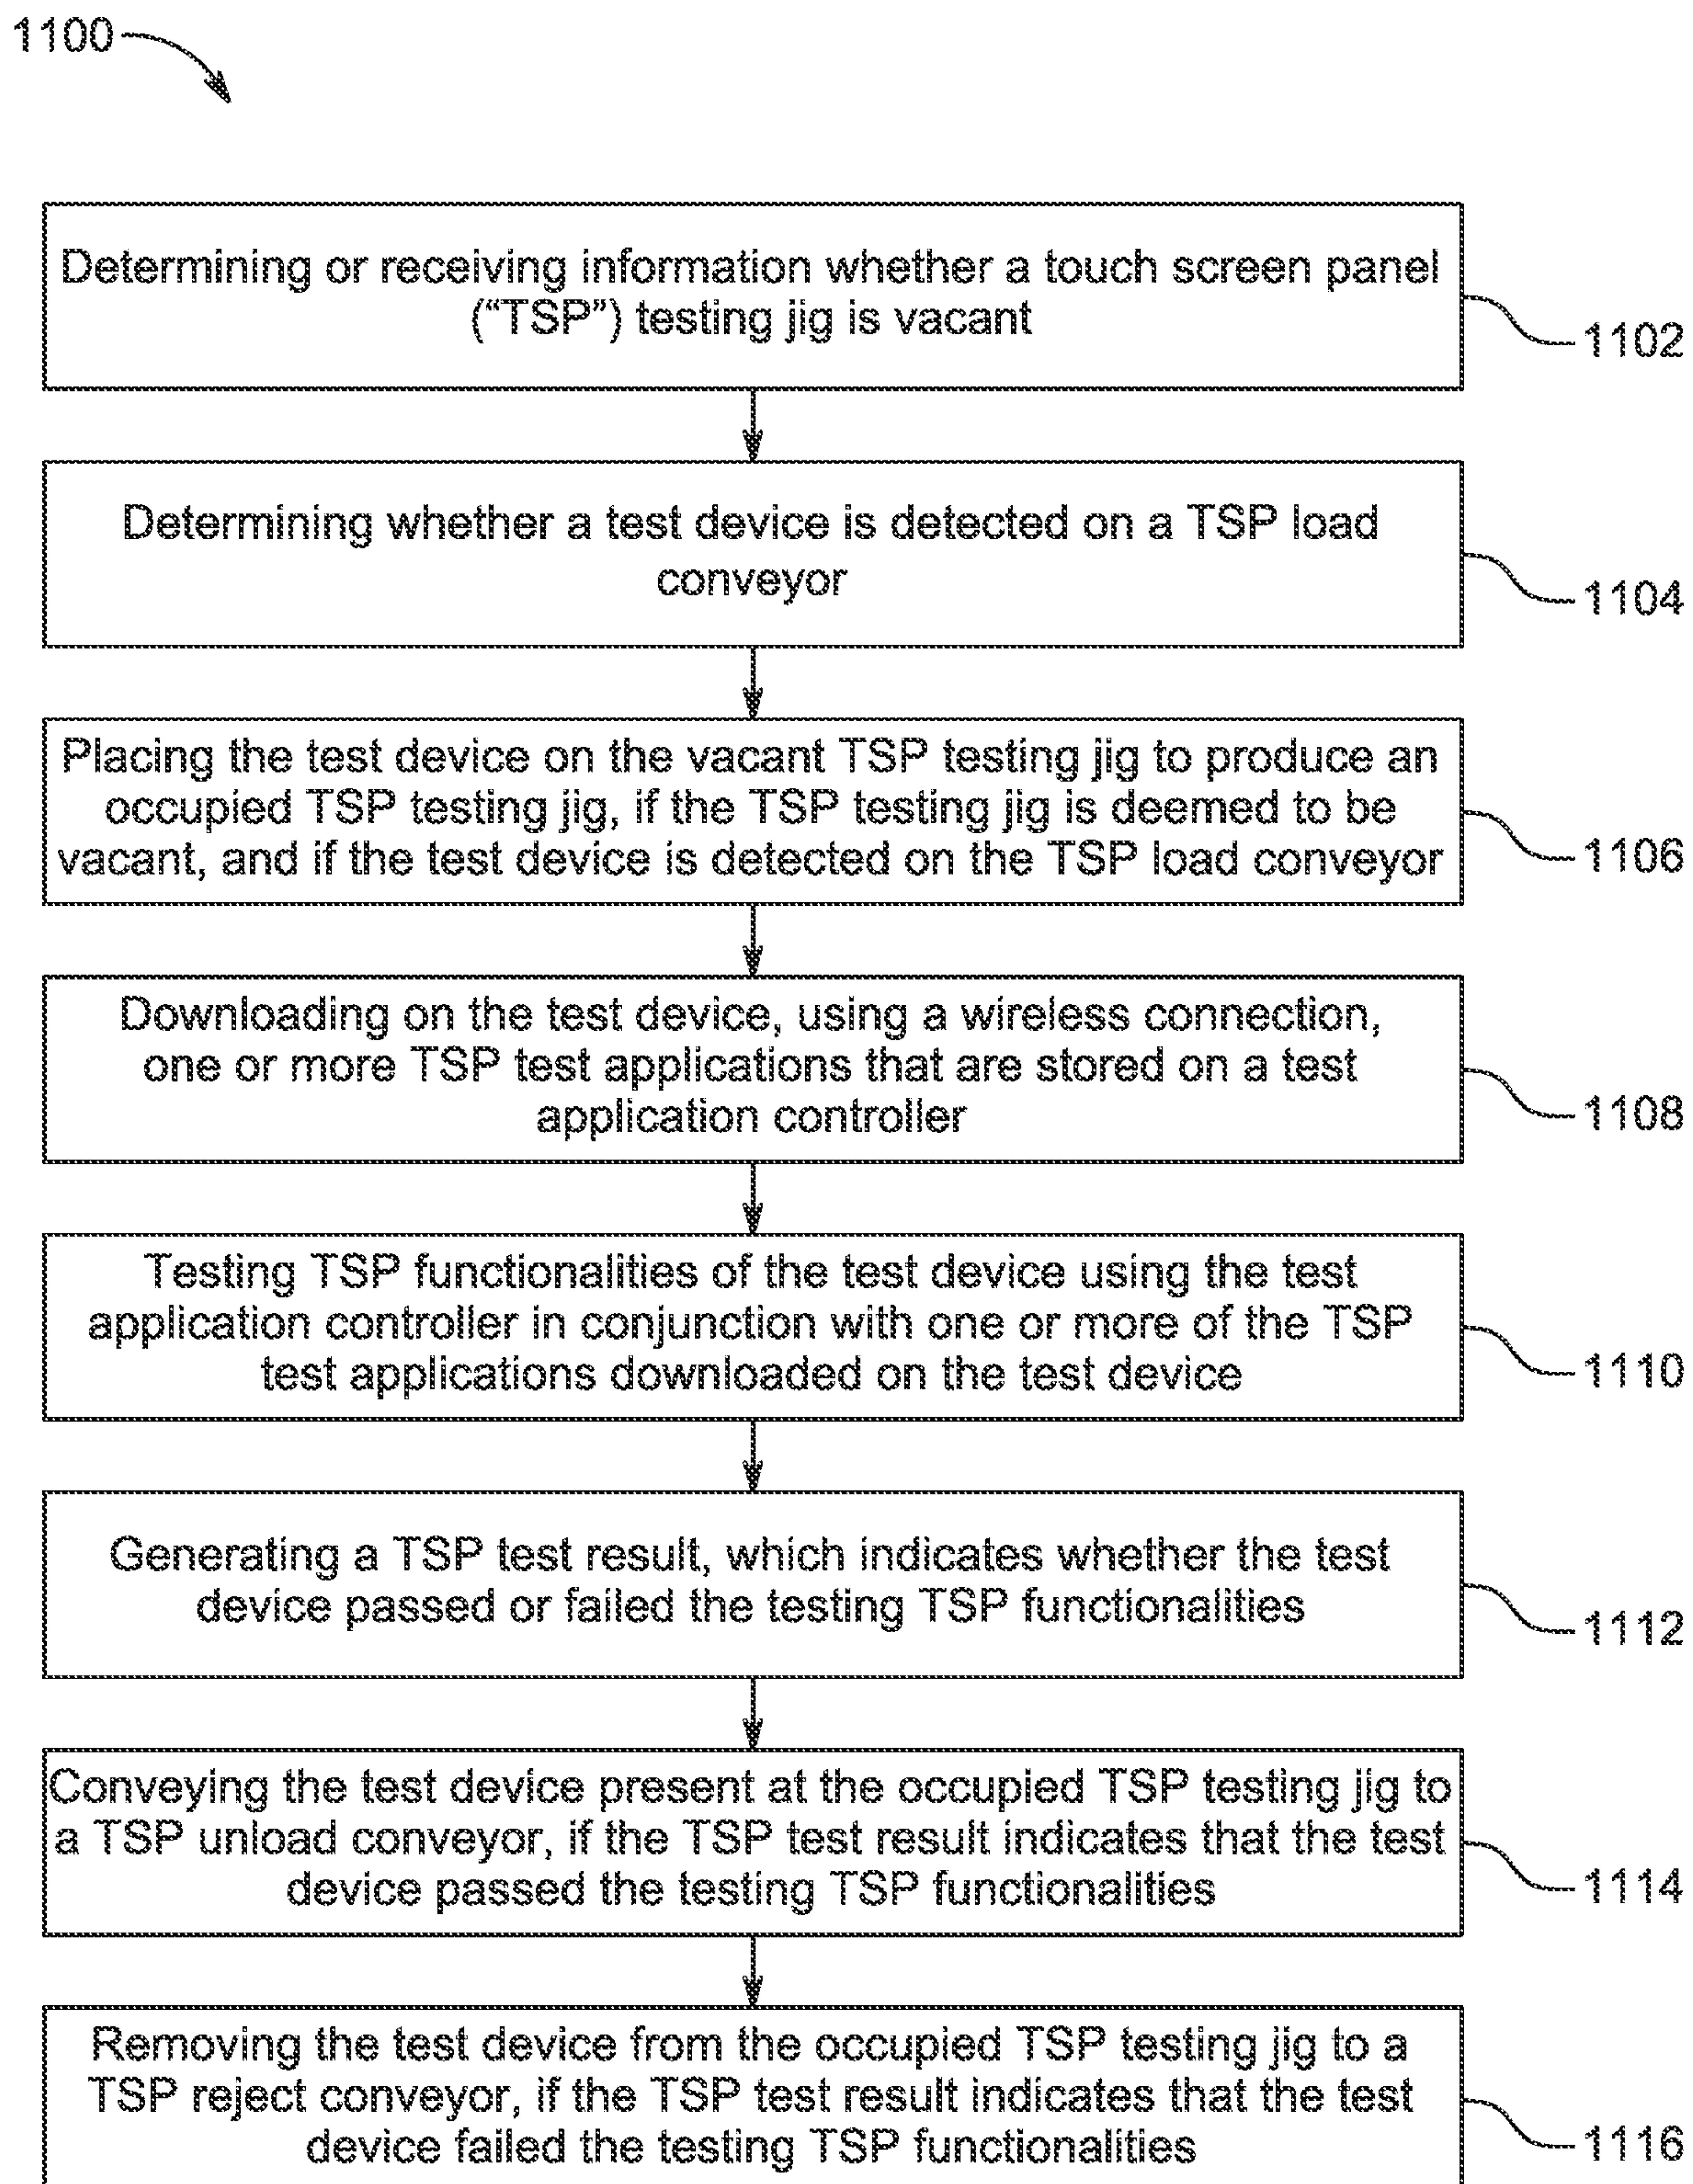 1100
Determining or receiving information whether a touch screen panel
(“TSP”) testing jig is vacant
1102
Determining whether a test device is detected on a TSP load
conveyor
1104
Placing the test device on the vacant TSP testing jig to produce an
occupied TSP testing jig, if the TSP testing jig is deemed to be
vacant, and if the test device is detected on the TSP load conveyor
1106
Downloading on the test device, using a wireless connection,
one or more TSP test applications that are stored on a test
application controller
1108
Testing TSP functionalities of the test device using the test
application controller in conjunction with one or more of the TSP
test applications downloaded on the test device
1110
Generating a TSP test result, which indicates whether the test
device passed or failed the testing TSP functionalities
1112
Conveying the test device present at the occupied TSP testing jig to
a TSP unload conveyor, if the TSP test result indicates that the test
device passed the testing TSP functionalities
1114
Removing the test device from the occupied TSP testing jig to a
TSP reject conveyor, if the TSP test result indicates that the test
device failed the testing TSP functionalities
1116